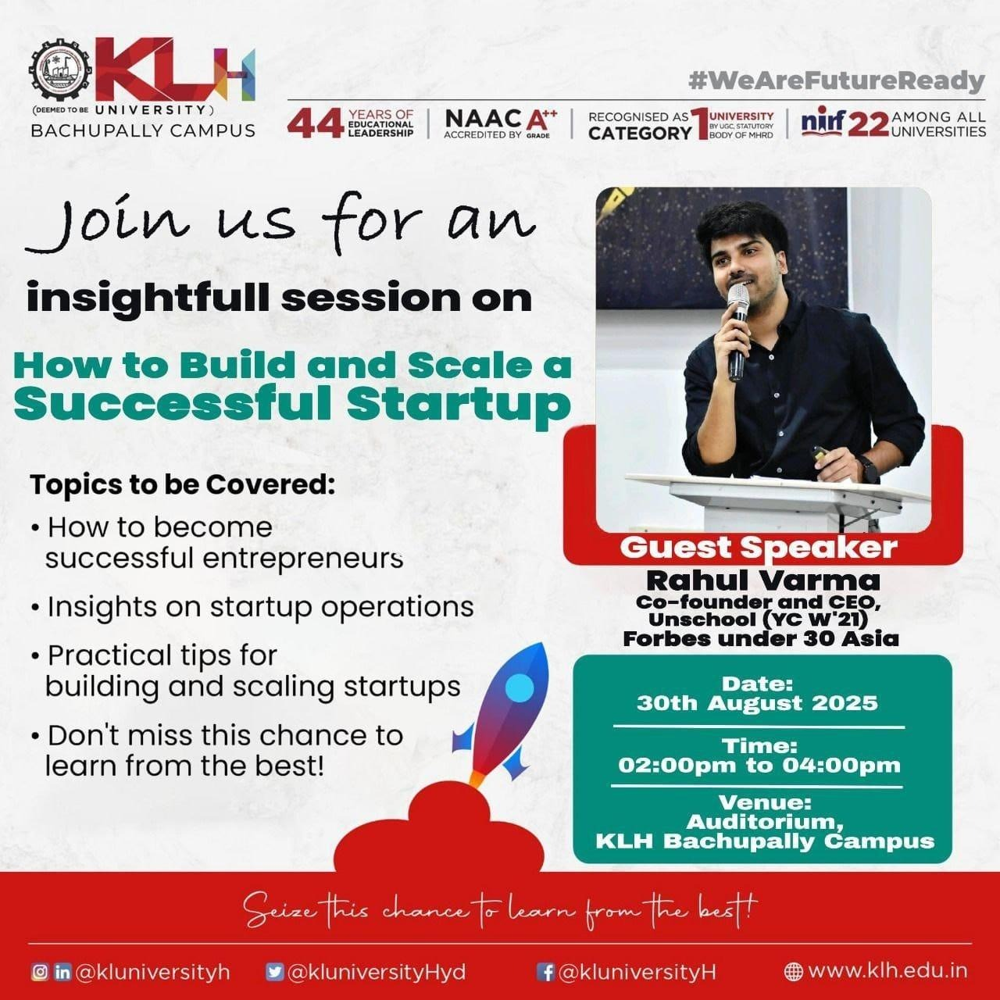 KLH
(DEEMED TO BE UNIVERSITY)
BACHUPALLY CAMPUS
#WeAreFutureReady
44 YEARS OF EDUCATIONAL LEADERSHIP
NAAC A++
ACCREDITED BY GRADE
RECOGNISED AS CATEGORY 1 UNIVERSITY BY UGC, STATUTORY BODY OF MHRD
nirf 22 AMONG ALL UNIVERSITIES
Join us for an
insightfull session on
How to Build and Scale a
Successful Startup
Topics to be Covered:
• How to become
successful entrepreneurs
• Insights on startup operations
• Practical tips for
building and scaling startups
• Don't miss this chance to
learn from the best!
Guest Speaker
Rahul Varma
Co-founder and CEO,
Unschool (YC W'21)
Forbes under 30 Asia
Date:
30th August 2025
Time:
02:00pm to 04:00pm
Venue:
Auditorium,
KLH Bachupally Campus
Seize this chance to learn from the best!
@kluniversityh
@kluniversityHyd
@kluniversityH
www.klh.edu.in